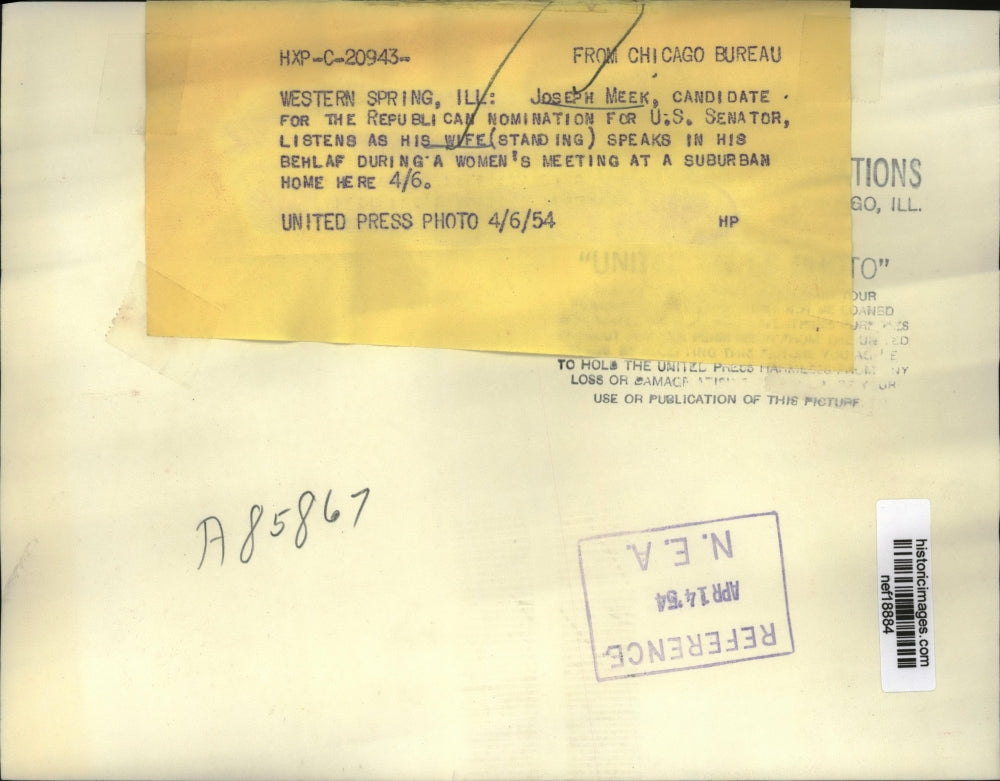 HXP-C-20943- FROM CHICAGO BUREAU
WESTERN SPRING, ILL: JOSEPH MEEK, CANDIDATE
FOR THE REPUBLICAN NOMINATION FOR U.S. SENATOR,
LISTENS AS HIS WIFE(STANDING) SPEAKS IN HIS
BEHLAF DURING A WOMEN'S MEETING AT A SUBURBAN
HOME HERE 4/6.
UNITED PRESS PHOTO 4/6/54 HP
TIONS
GO, ILL.
"UNI TO"
OUR
OANED
TO HOLD THE UNITED PRESS HARMLESS FROM
LOSS OR DAMAGE
USE OR PUBLICATION OF THIS PICTURE
A85867
N.E.A.
APR 14 '54
REFERENCE
historicimages.com
nef18884